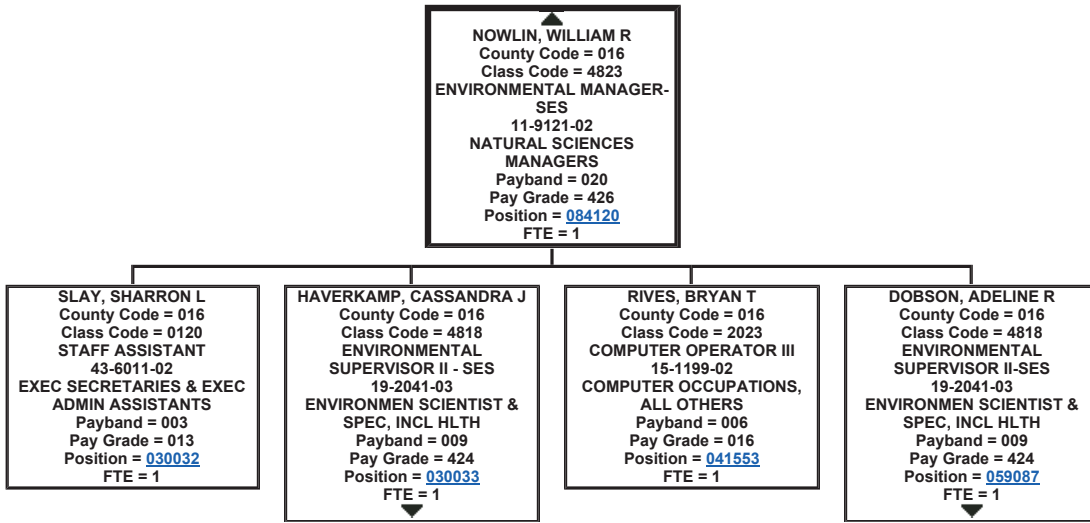 NOWLIN, WILLIAM R
County Code = 016
Class Code = 4823
ENVIRONMENTAL MANAGER-
SES
11-9121-02
NATURAL SCIENCES
MANAGERS
Payband = 020
Pay Grade = 426
Position = 084120
FTE = 1
SLAY, SHARRON L
County Code = 016
Class Code = 0120
STAFF ASSISTANT
43-6011-02
EXEC SECRETARIES & EXEC
ADMIN ASSISTANTS
Payband = 003
Pay Grade = 013
Position = 030032
FTE = 1
HAVERKAMP, CASSANDRA J
County Code = 016
Class Code = 4818
ENVIRONMENTAL
SUPERVISOR II - SES
19-2041-03
ENVIRONMEN SCIENTIST &
SPEC, INCL HLTH
Payband = 009
Pay Grade = 424
Position = 030033
FTE = 1
RIVES, BRYAN T
County Code = 016
Class Code = 2023
COMPUTER OPERATOR III
15-1199-02
COMPUTER OCCUPATIONS,
ALL OTHERS
Payband = 006
Pay Grade = 016
Position = 041553
FTE = 1
DOBSON, ADELINE R
County Code = 016
Class Code = 4818
ENVIRONMENTAL
SUPERVISOR II-SES
19-2041-03
ENVIRONMEN SCIENTIST &
SPEC, INCL HLTH
Payband = 009
Pay Grade = 424
Position = 059087
FTE = 1